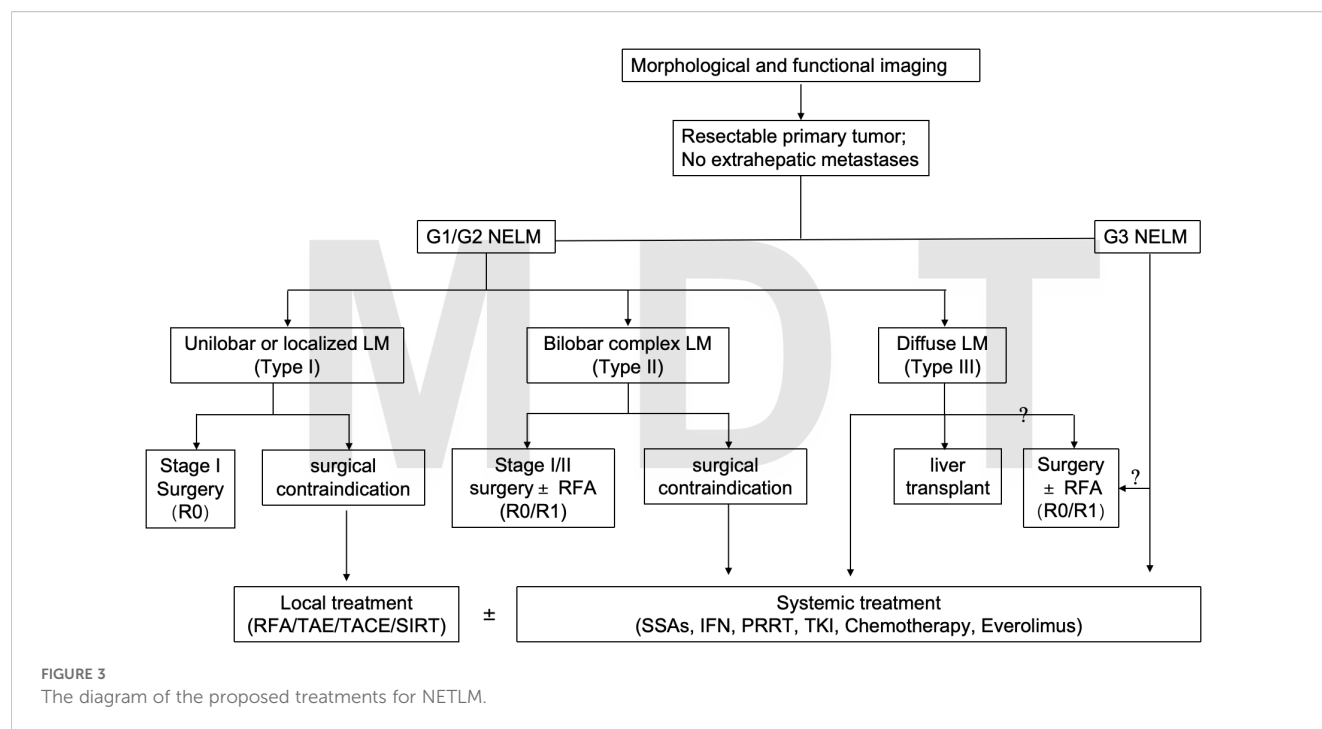 Morphological and functional imaging
Resectable primary tumor;
No extrahepatic metastases
G1/G2 NELM
G3 NELM
MDT
Unilobar or localized LM
(Type I)
Bilobar complex LM
(Type II)
Diffuse LM
(Type III)
?
Stage I
Surgery
(R0)
surgical
contraindication
Stage I/II
surgery ± RFA
(R0/R1)
surgical
contraindication
liver
transplant
Surgery
± RFA
(R0/R1)
?
Local treatment
(RFA/TAE/TACE/SIRT)
±
Systemic treatment
(SSAs, IFN, PRRT, TKI, Chemotherapy, Everolimus)
FIGURE 3
The diagram of the proposed treatments for NETLM.